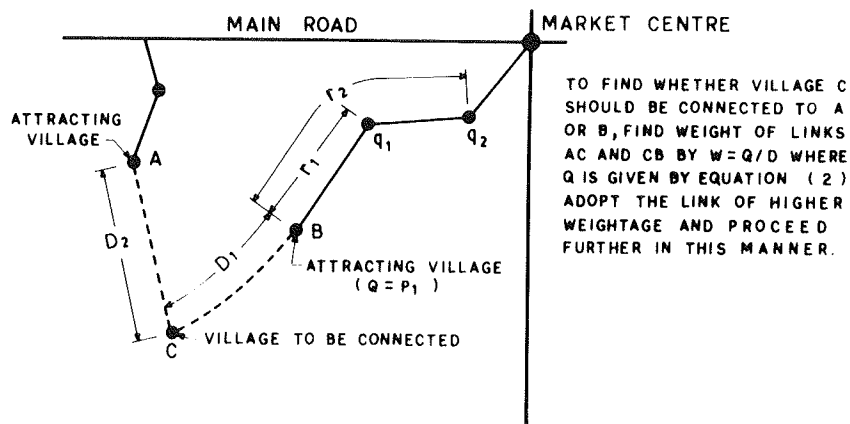 MAIN ROAD
MARKET CENTRE
TO FIND WHETHER VILLAGE C
SHOULD BE CONNECTED TO A
OR B, FIND WEIGHT OF LINKS
AC AND CB BY W=Q/D WHERE
Q IS GIVEN BY EQUATION (2)
ADOPT THE LINK OF HIGHER
WEIGHTAGE AND PROCEED
FURTHER IN THIS MANNER.
ATTRACTING
VILLAGE
A
r2
r1
q1
q2
B
D2
D1
ATTRACTING VILLAGE
(Q=P1)
C
VILLAGE TO BE CONNECTED